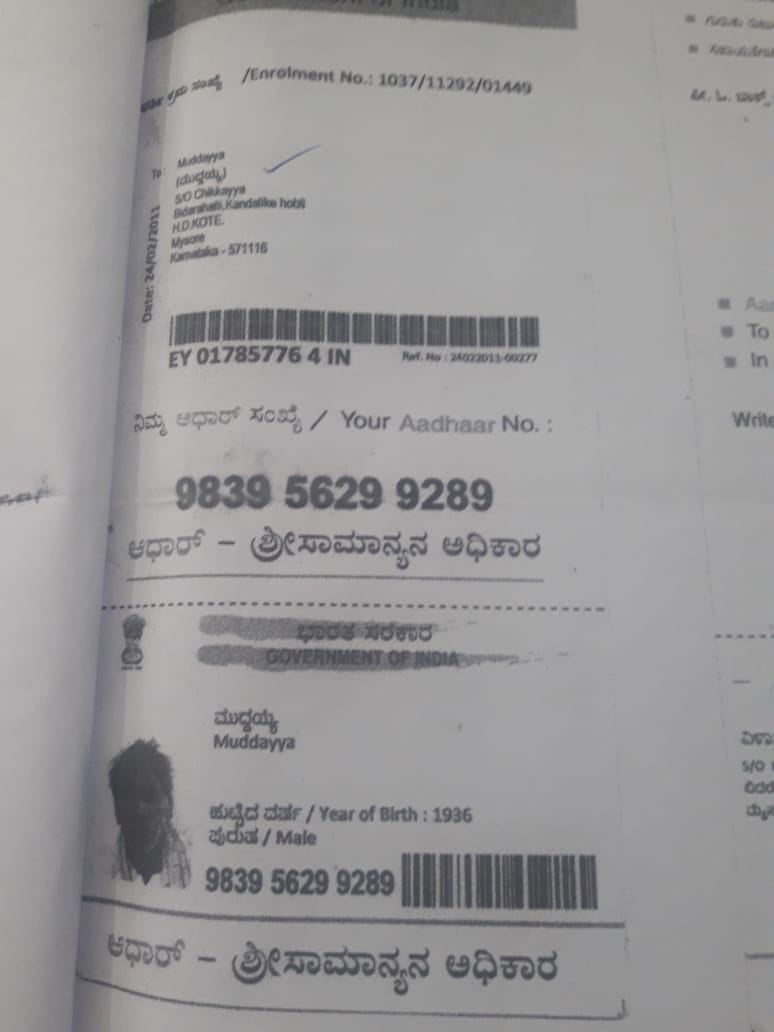 ಸಂಖ್ಯೆ /Enrolment No.: 1037/11292/01449
To :
Muddayya
(ಮುದ್ದಯ್ಯ)
S/O Chikkayya
Bidarahalli,Kandalike hobli
H.D.KOTE.
Mysore
Karnataka - 571116
Date: 24/02/2011
EY 01785776 4 IN
Ref. No : 24022011-00277
ನಿಮ್ಮ ಆಧಾರ್ ಸಂಖ್ಯೆ / Your Aadhaar No. :
9839 5629 9289
ಆಧಾರ್ – ಶ್ರೀಸಾಮಾನ್ಯನ ಅಧಿಕಾರ
ಭಾರತ ಸರಕಾರ
GOVERNMENT OF INDIA
ಮುದ್ದಯ್ಯ
Muddayya
ಹುಟ್ಟಿದ ವರ್ಷ / Year of Birth : 1936
ಪುರುಷ / Male
9839 5629 9289
ಆಧಾರ್ – ಶ್ರೀಸಾಮಾನ್ಯನ ಅಧಿಕಾರ
To
In
Write
S/O